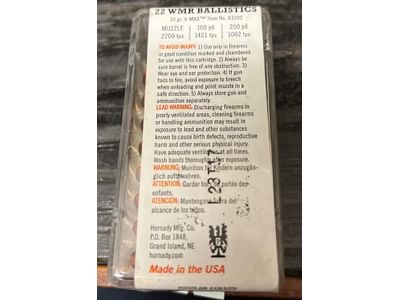 22 WMR BALLISTICS
30 gr. V-MAX™ Item No. 83202
MUZZLE 100 yd 200 yd
2200 fps 1421 fps 1002 fps
TO AVOID INJURY: 1) Use only in firearms
in good condition marked and chambered
for use with this cartridge. 2) Always be
sure barrel is free of any obstruction. 3)
Wear eye and ear protection. 4) If gun
fails to fire, avoid exposure to breech
when unloading and point muzzle in a
safe direction. 5) Always store gun and
ammunition separately.
LEAD WARNING: Discharging firearms in
poorly ventilated areas, cleaning firearms
or handling ammunition may result in
exposure to lead and other substances
known to cause birth defects, reproductive
harm and other serious physical injury.
Have adequate ventilation at all times.
Wash hands thoroughly after exposure.
WARNUNG: Munition für Kindern unzugän-
glich aufbewahren.
ATTENTION: Garder hors de portée des
enfants.
ATENCIÓN: Mantengase fuera del
alcance de los niños.
Hornady Mfg. Co.
P.O. Box 1848,
Grand Island, NE
hornady.com
Made in the USA